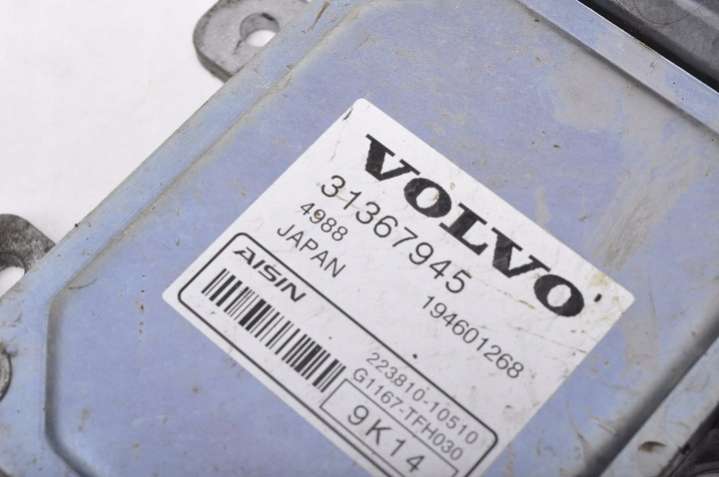 VOLVO
31367945
4988 194601268
JAPAN
AISIN
223810-10510
G1167-TFH030
9K14